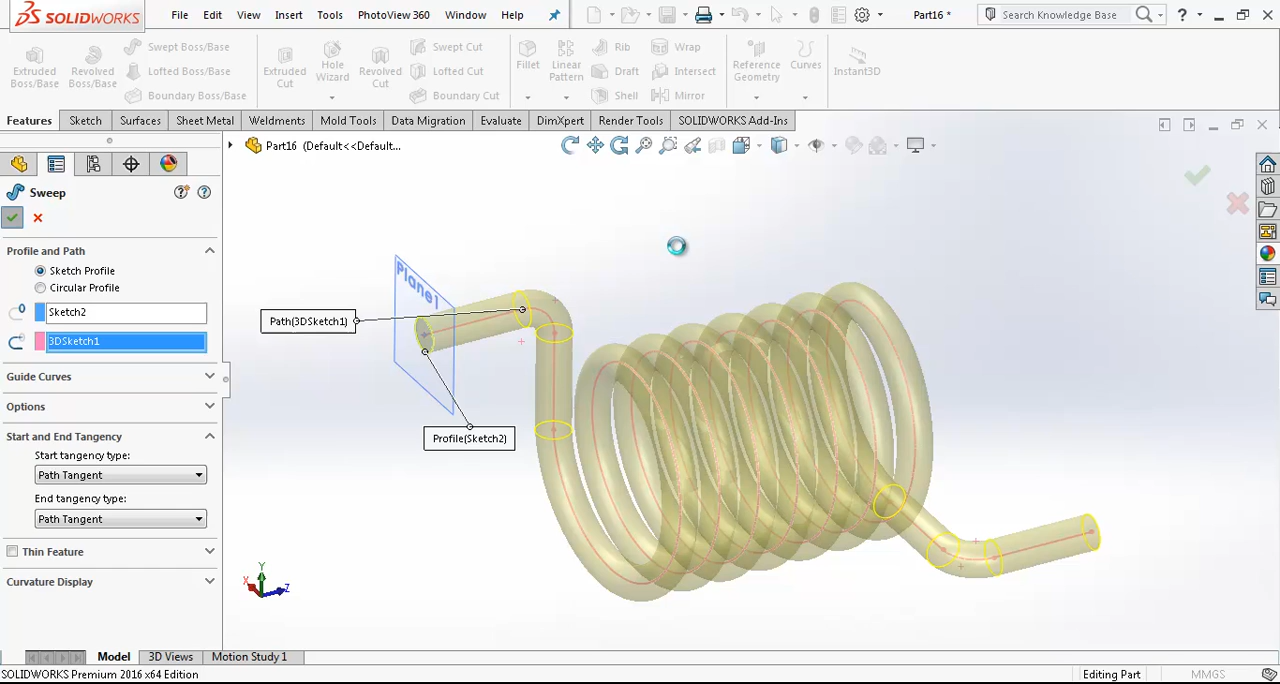 SOLIDWORKS File Edit View Insert Tools PhotoView 360 Window Help Part16 * Search Knowledge Base ?
Extruded Boss/Base
Revolved Boss/Base
Swept Boss/Base
Lofted Boss/Base
Boundary Boss/Base
Extruded Cut
Hole Wizard
Revolved Cut
Swept Cut
Lofted Cut
Boundary Cut
Fillet
Linear Pattern
Rib
Draft
Shell
Wrap
Intersect
Mirror
Reference Geometry
Curves
Instant3D
Features Sketch Surfaces Sheet Metal Weldments Mold Tools Data Migration Evaluate DimXpert Render Tools SOLIDWORKS Add-Ins
Part16 (Default<<Default...
Sweep
Profile and Path
Sketch Profile
Circular Profile
Sketch2
3DSketch1
Guide Curves
Options
Start and End Tangency
Start tangency type:
Path Tangent
End tangency type:
Path Tangent
Thin Feature
Curvature Display
Plane1
Path(3DSketch1)
Profile(Sketch2)
Y
X
Z
Model 3D Views Motion Study 1
SOLIDWORKS Premium 2016 x64 Edition Editing Part MMGS